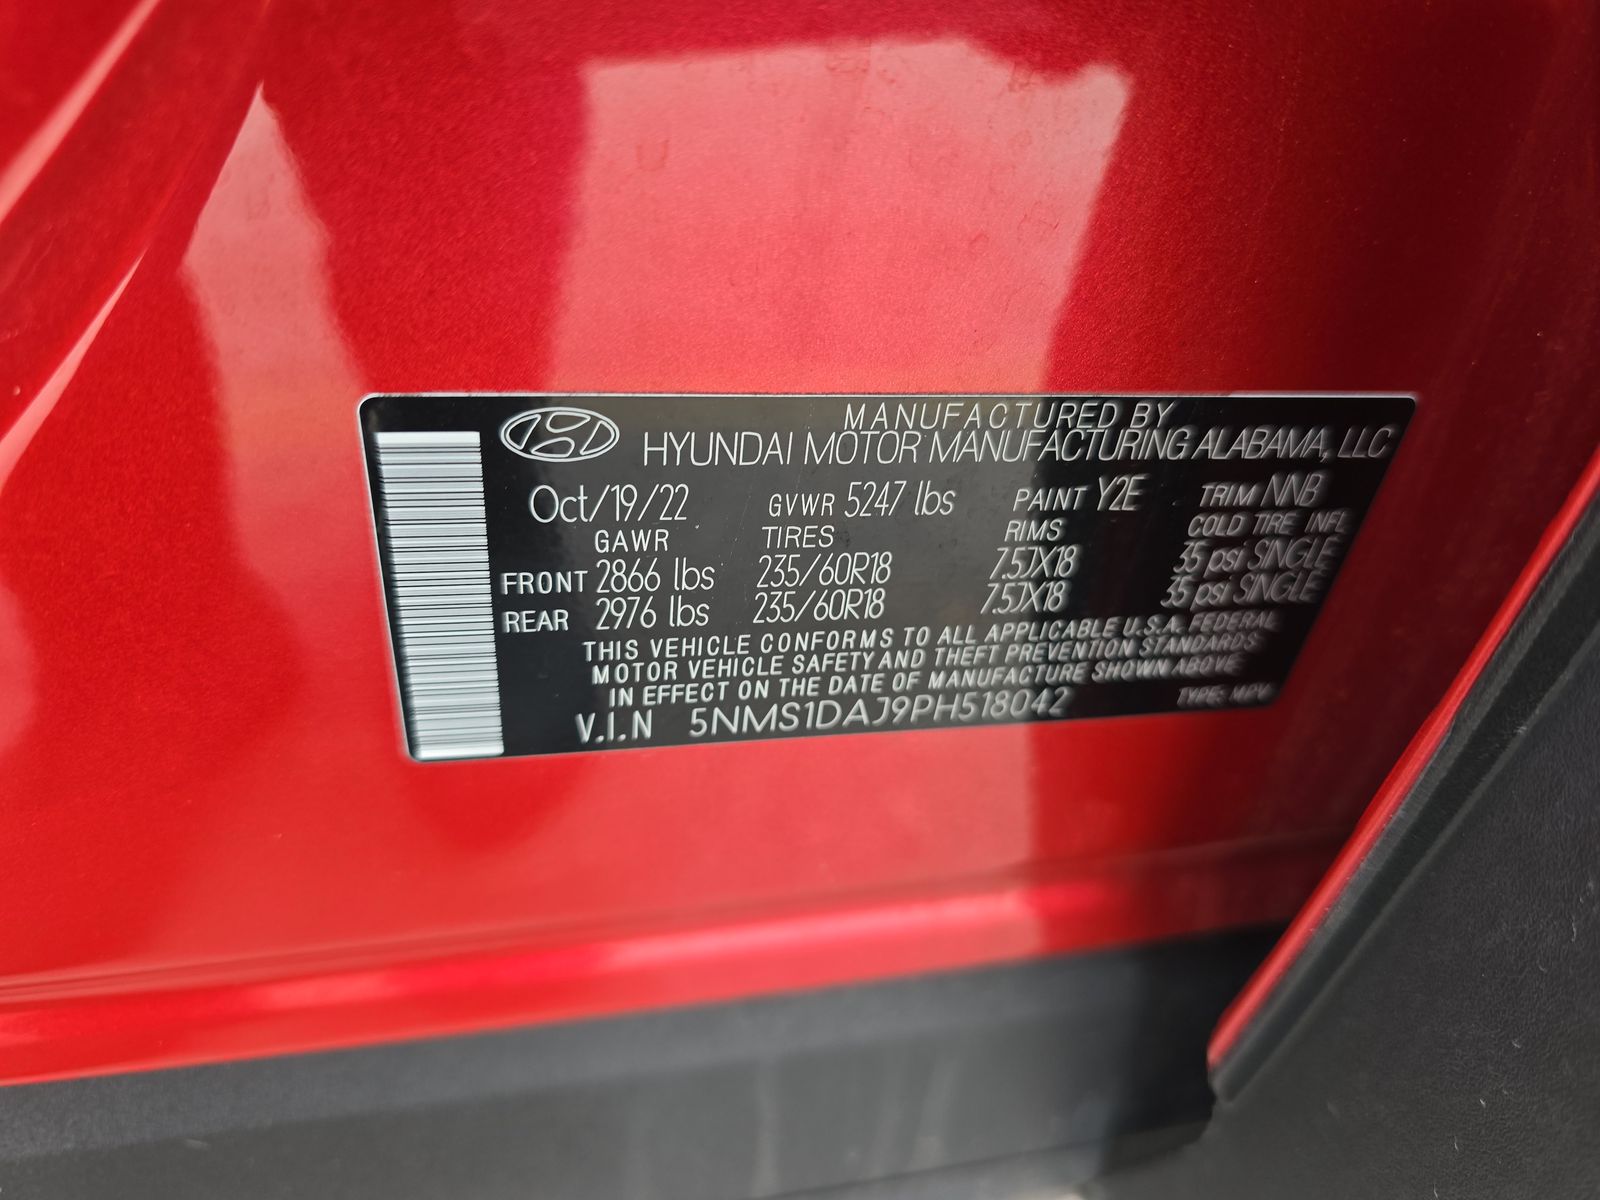 MANUFACTURED BY
HYUNDAI MOTOR MANUFACTURING ALABAMA, LLC
Oct/19/22 GVWR 5247 lbs PAINT Y2E TRIM NNB
GAWR TIRES RIMS COLD TIRE INFL
FRONT 2866 lbs 235/60R18 7.5JX18 35 psi SINGLE
REAR 2976 lbs 235/60R18 7.5JX18 35 psi SINGLE
THIS VEHICLE CONFORMS TO ALL APPLICABLE U.S.A. FEDERAL
MOTOR VEHICLE SAFETY AND THEFT PREVENTION STANDARDS
IN EFFECT ON THE DATE OF MANUFACTURE SHOWN ABOVE
V.I.N 5NMS1DAJ9PH518042 TYPE: MPV